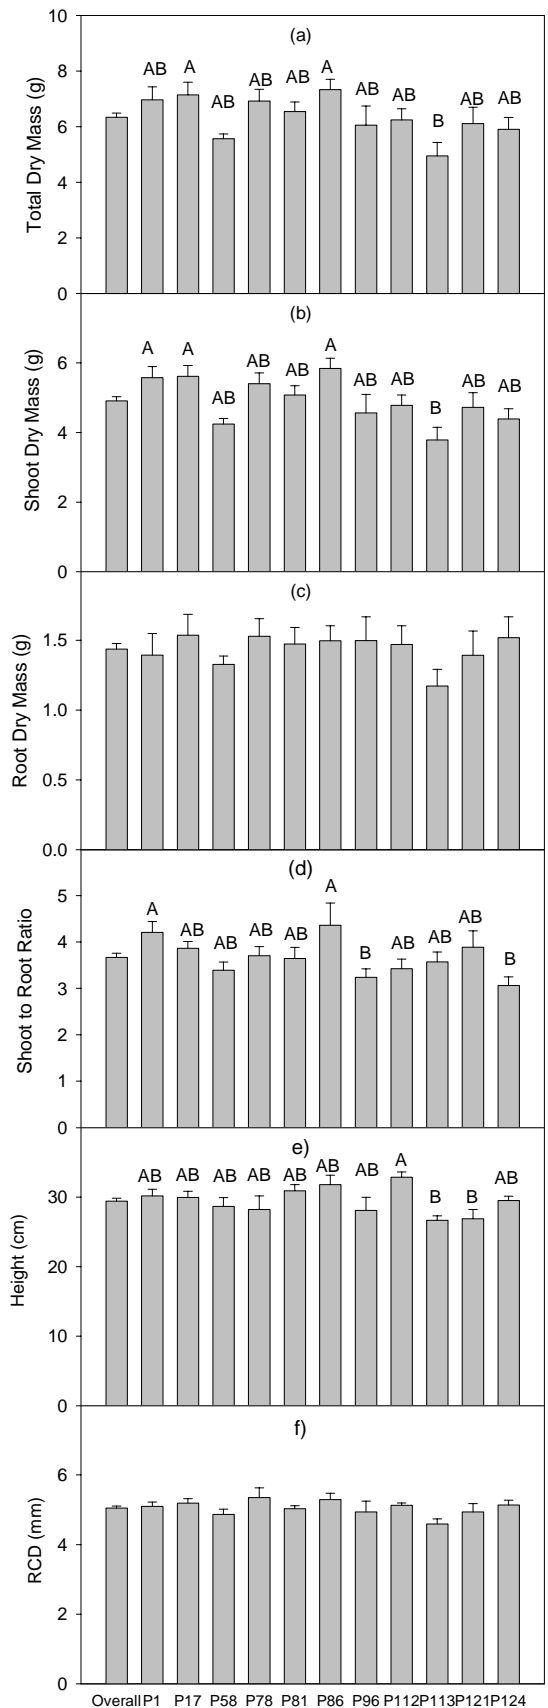 (a)
Total Dry Mass (g)
10
8
6
4
2
0
AB A AB AB AB A AB AB B AB AB
(b)
Shoot Dry Mass (g)
6
4
2
0
A A AB AB AB A AB AB B AB AB
(c)
Root Dry Mass (g)
1.5
1.0
0.5
0.0
(d)
Shoot to Root Ratio
5
4
3
2
1
0
A AB AB AB AB A B AB AB AB B
e)
Height (cm)
30
20
10
0
AB AB AB AB AB AB AB A B B AB
f)
RCD (mm)
6
4
2
0
Overall P1 P17 P58 P78 P81 P86 P96 P112 P113 P121 P124